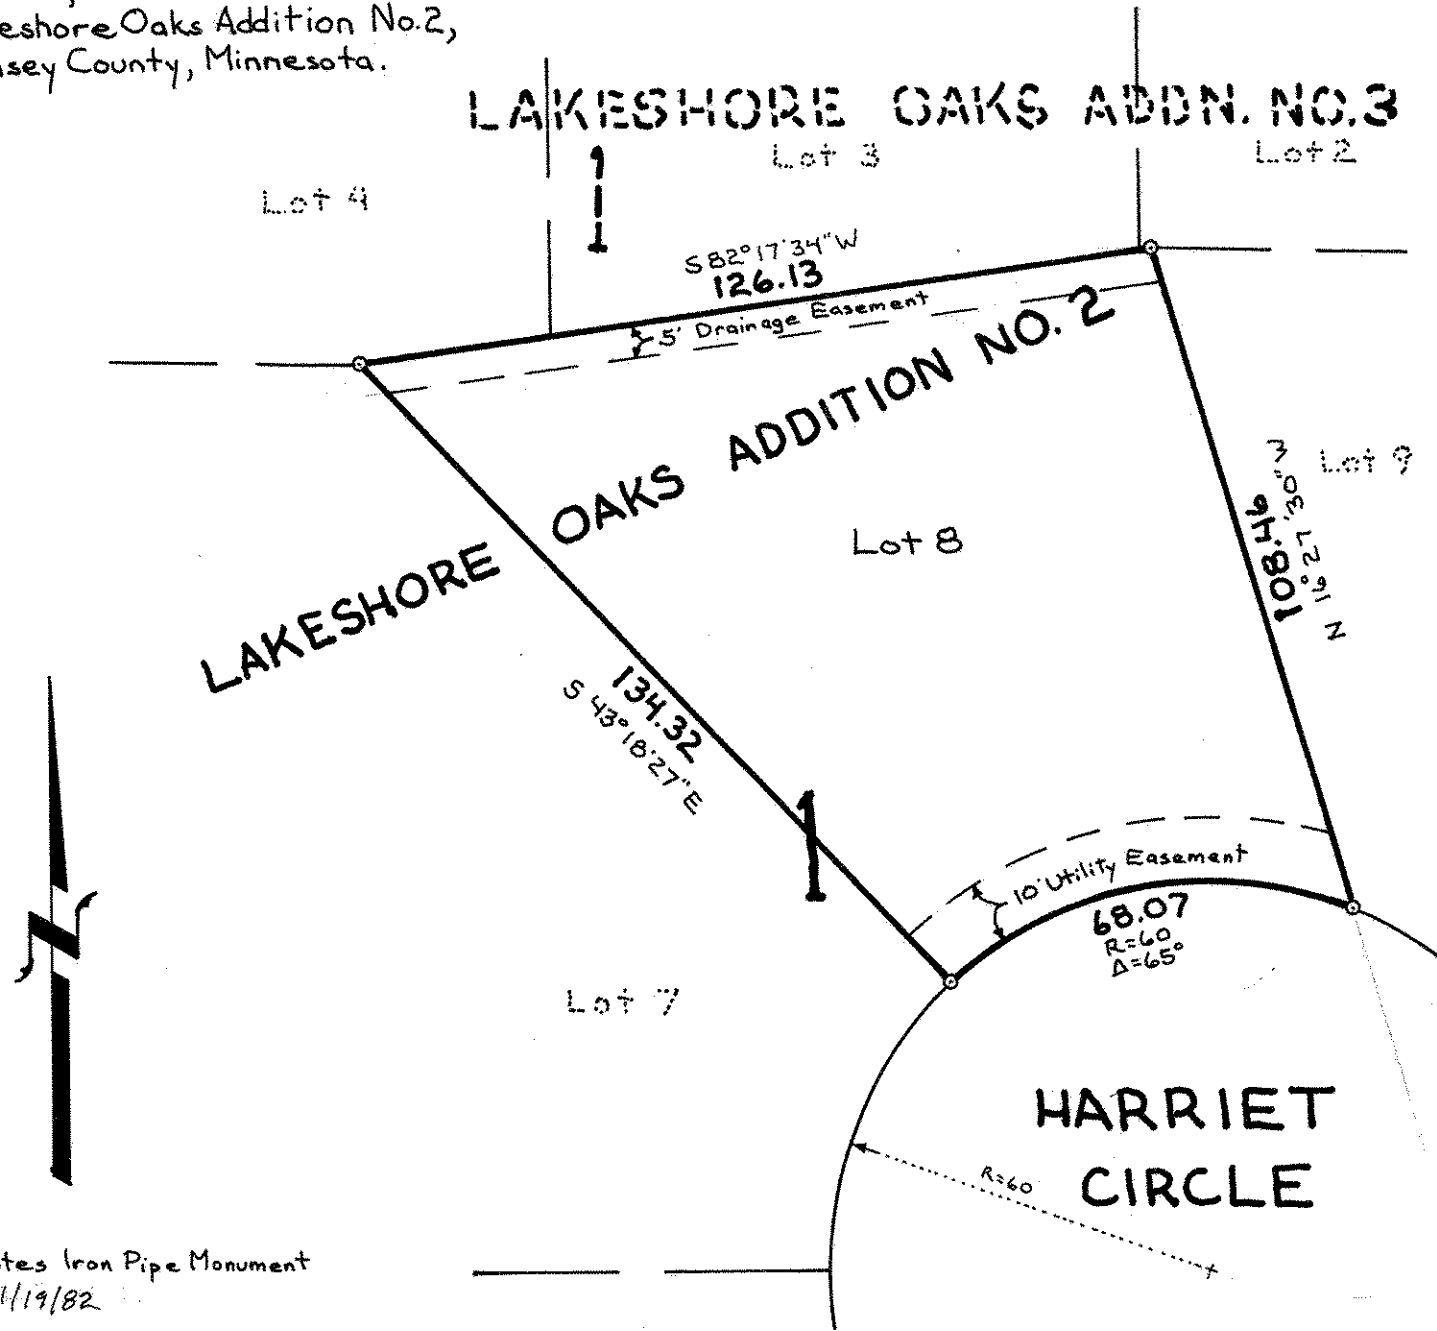 eshore Oaks Addition No.2,
sey County, Minnesota.
LAKESHORE OAKS ADDN. NO.3
Lot 4
1
Lot 3
Lot 2
S 82°17'34"W
126.13
5' Drainage Easement
LAKESHORE OAKS ADDITION NO. 2
Lot 8
Lot 9
108.46
N 16° 27' 30" W
134.32
S 43°18'27"E
1
10' Utility Easement
68.07
R=60
Δ=65°
Lot 7
HARRIET
CIRCLE
R=60
tes Iron Pipe Monument
1/19/82